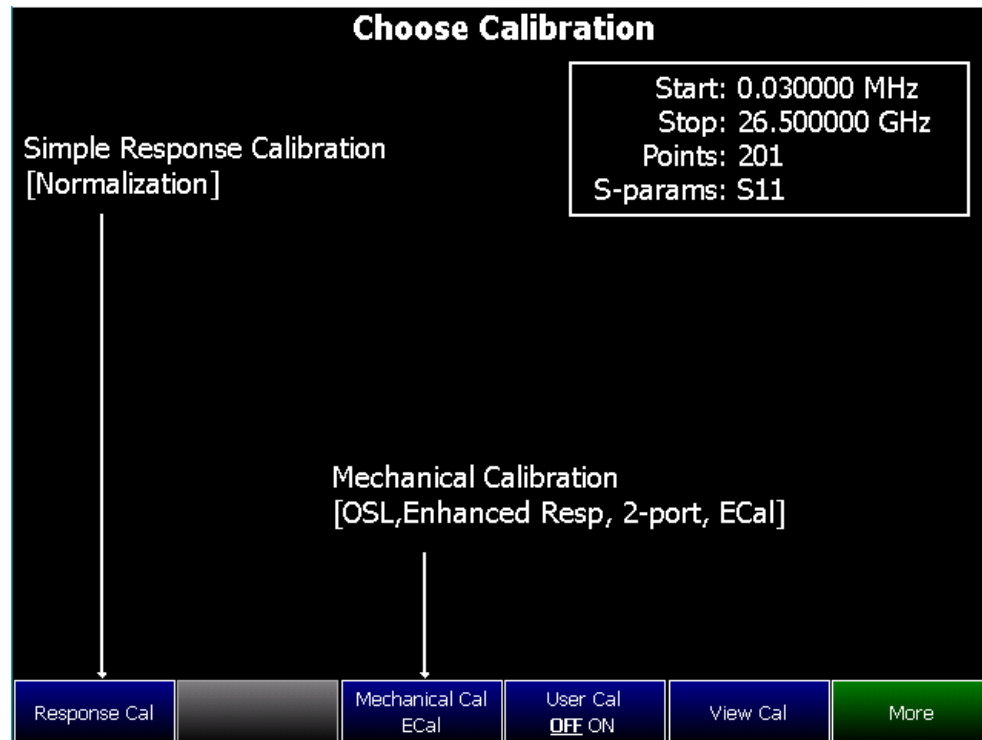 Choose Calibration
Start: 0.030000 MHz
Stop: 26.500000 GHz
Points: 201
S-params: S11
Simple Response Calibration
[Normalization]
Mechanical Calibration
[OSL,Enhanced Resp, 2-port, ECal]
Response Cal
Mechanical Cal
ECal
User Cal
OFF ON
View Cal
More